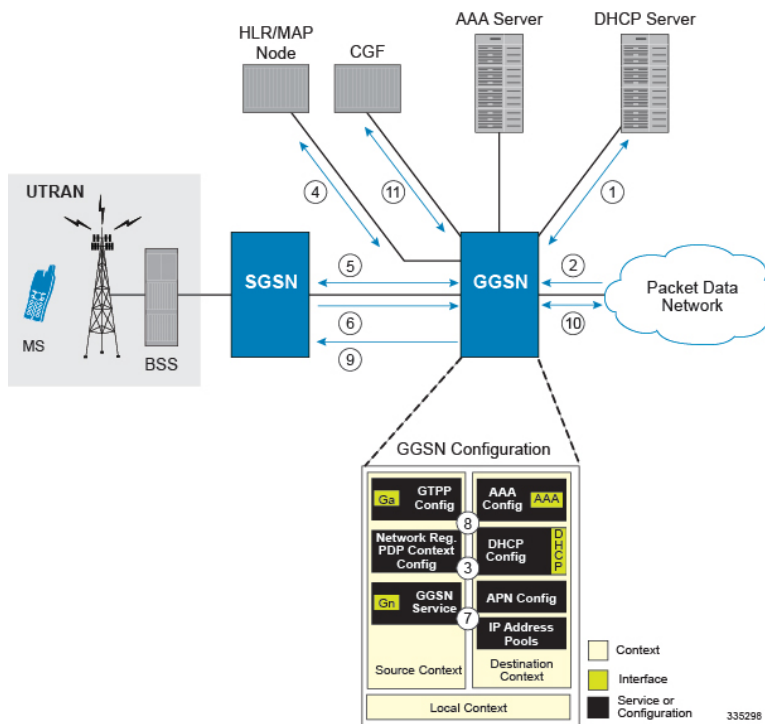 HLR/MAP
Node
CGF
AAA Server
DHCP Server
UTRAN
4
11
1
SGSN
5
GGSN
2
Packet Data
Network
6
10
MS
BSS
9
GGSN Configuration
Ga
GTPP
Config
AAA
Config
AAA
8
Network Reg.
PDP Context
Config
DHCP
Config
D
H
C
P
3
Gn
GGSN
Service
APN Config
7
IP Address
Pools
Source Context
Destination
Context
Local Context
Context
Interface
Service or
Configuration
335298